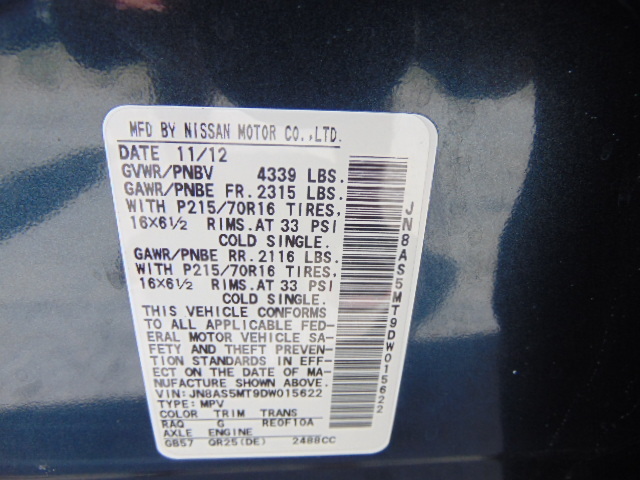 MFD BY NISSAN MOTOR CO.,LTD.
DATE 11/12
GVWR/PNBV 4339 LBS.
GAWR/PNBE FR. 2315 LBS.
WITH P215/70R16 TIRES,
16X6½ RIMS. AT 33 PSI
COLD SINGLE.
GAWR/PNBE RR. 2116 LBS.
WITH P215/70R16 TIRES,
16X6½ RIMS. AT 33 PSI
COLD SINGLE.
THIS VEHICLE CONFORMS
TO ALL APPLICABLE FED-
ERAL MOTOR VEHICLE SA-
FETY AND THEFT PREVEN-
TION STANDARDS IN EFF-
ECT ON THE DATE OF MA-
NUFACTURE SHOWN ABOVE.
VIN: JN8AS5MT9DW015622
TYPE: MPV
COLOR TRIM TRANS
RAQ G RE0F10A
AXLE ENGINE
GB57 QR25(DE) 2488CC
JN8AS5MT9DW015622